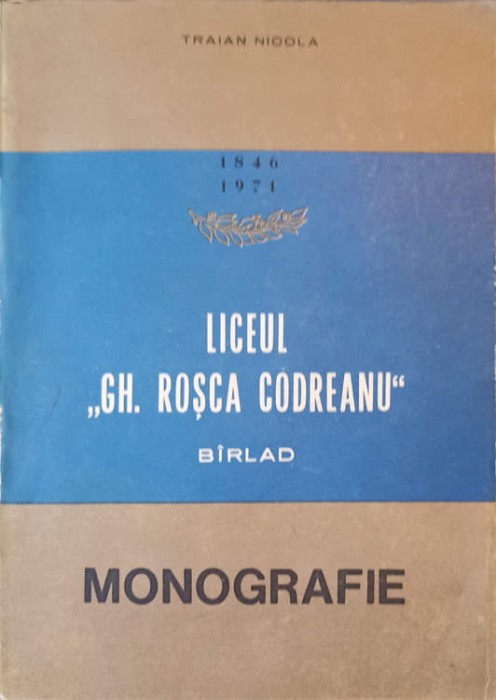 TRAIAN NICOLA
1846
1971
LICEUL
„GH. ROȘCA CODREANU“
BÎRLAD
MONOGRAFIE